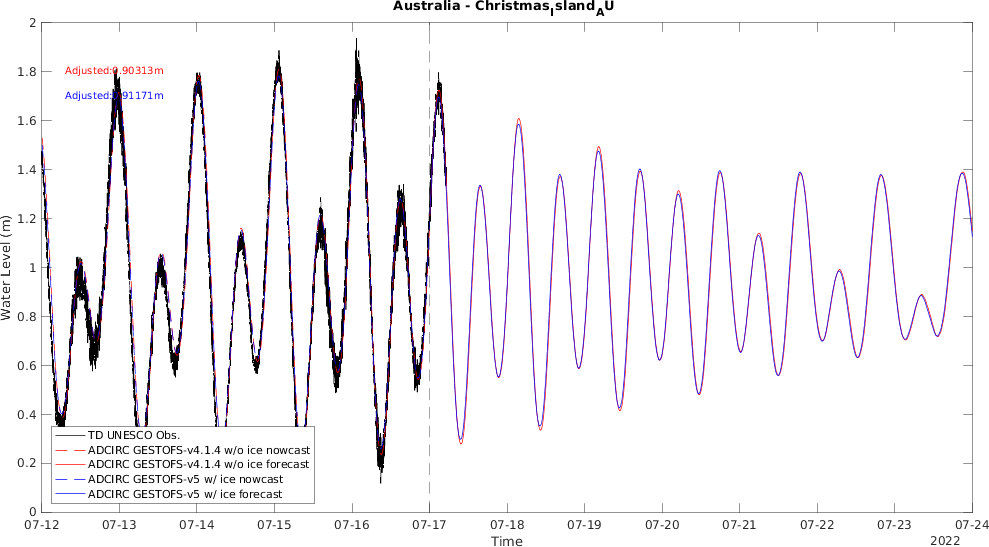 Australia - Christmas_Island_AU
2
1.8
1.6
1.4
1.2
1
0.8
0.6
0.4
0.2
0
Water Level (m)
Adjusted:0.90313m
Adjusted:0.91171m
TD UNESCO Obs.
ADCIRC GESTOFS-v4.1.4 w/o ice nowcast
ADCIRC GESTOFS-v4.1.4 w/o ice forecast
ADCIRC GESTOFS-v5 w/ ice nowcast
ADCIRC GESTOFS-v5 w/ ice forecast
07-12 07-13 07-14 07-15 07-16 07-17 07-18 07-19 07-20 07-21 07-22 07-23 07-24
Time
2022